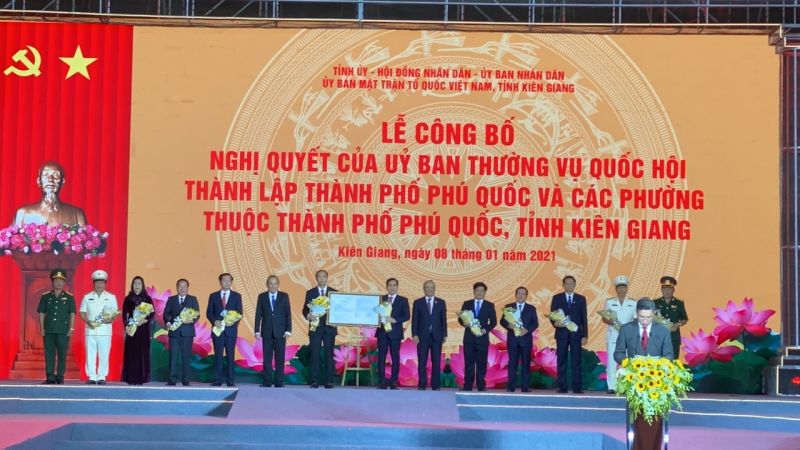 TỈNH ỦY - HỘI ĐỒNG NHÂN DÂN - ỦY BAN NHÂN DÂN
ỦY BAN MẶT TRẬN TỔ QUỐC VIỆT NAM, TỈNH KIÊN GIANG
LỄ CÔNG BỐ
NGHỊ QUYẾT CỦA UỶ BAN THƯỜNG VỤ QUỐC HỘI
THÀNH LẬP THÀNH PHỐ PHÚ QUỐC VÀ CÁC PHƯỜNG
THUỘC THÀNH PHỐ PHÚ QUỐC, TỈNH KIÊN GIANG
Kiên Giang, ngày 08 tháng 01 năm 2021